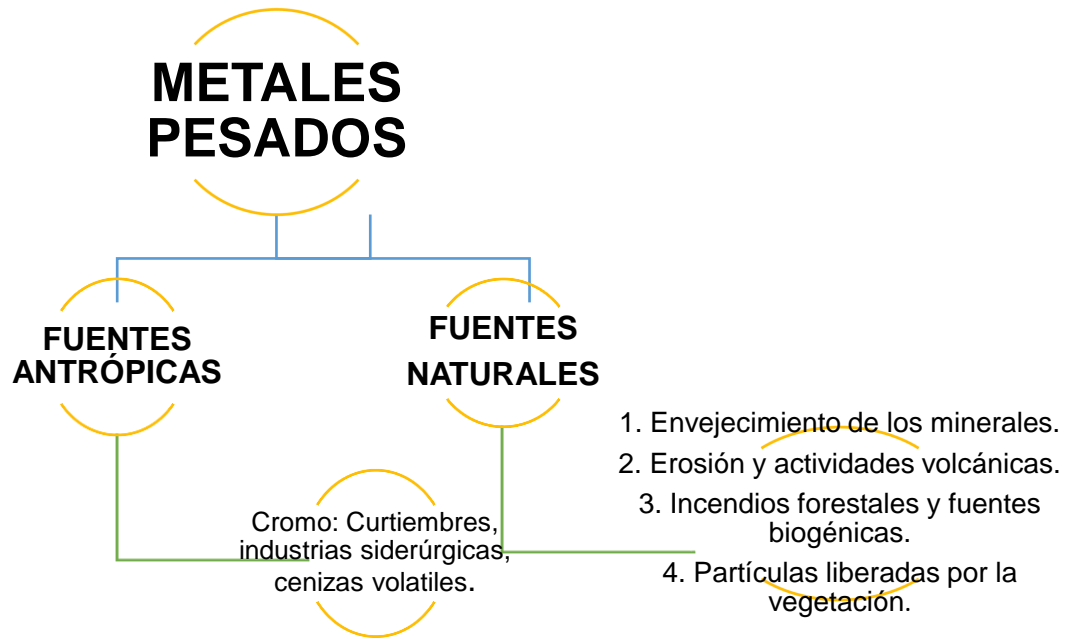 METALES
PESADOS
FUENTES
ANTRÓPICAS
FUENTES
NATURALES
Cromo: Curtiembres,
industrias siderúrgicas,
cenizas volatiles.
1. Envejecimiento de los minerales.
2. Erosión y actividades volcánicas.
3. Incendios forestales y fuentes
biogénicas.
4. Partículas liberadas por la
vegetación.